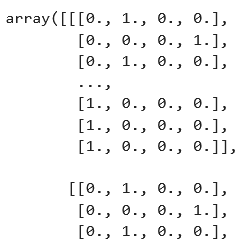 array([[[0., 1., 0., 0.],
[0., 0., 0., 1.],
[0., 1., 0., 0.],
...,
[1., 0., 0., 0.],
[1., 0., 0., 0.],
[1., 0., 0., 0.]],
[[0., 1., 0., 0.],
[0., 0., 0., 1.],
[0., 1., 0., 0.],